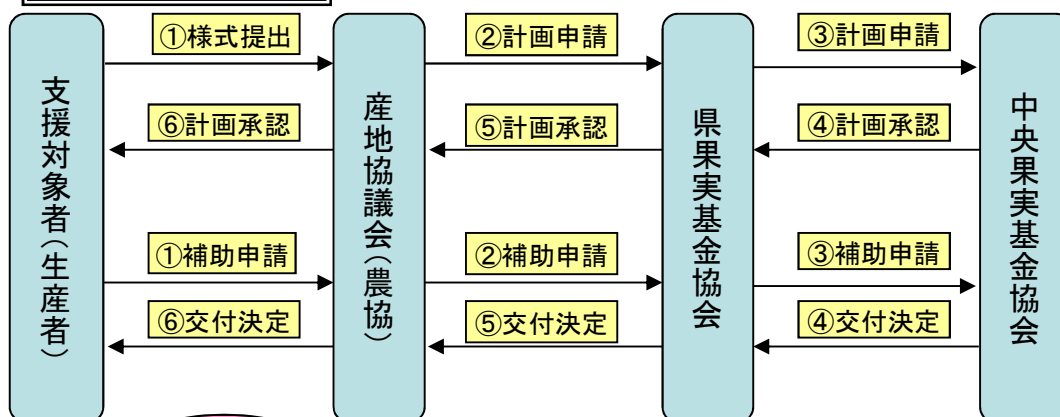 ①様式提出
②計画申請
③計画申請
⑥計画承認
⑤計画承認
④計画承認
①補助申請
②補助申請
③補助申請
⑥交付決定
⑤交付決定
④交付決定
支援対象者(生産者)
産地協議会(農協)
県果実基金協会
中央果実基金協会